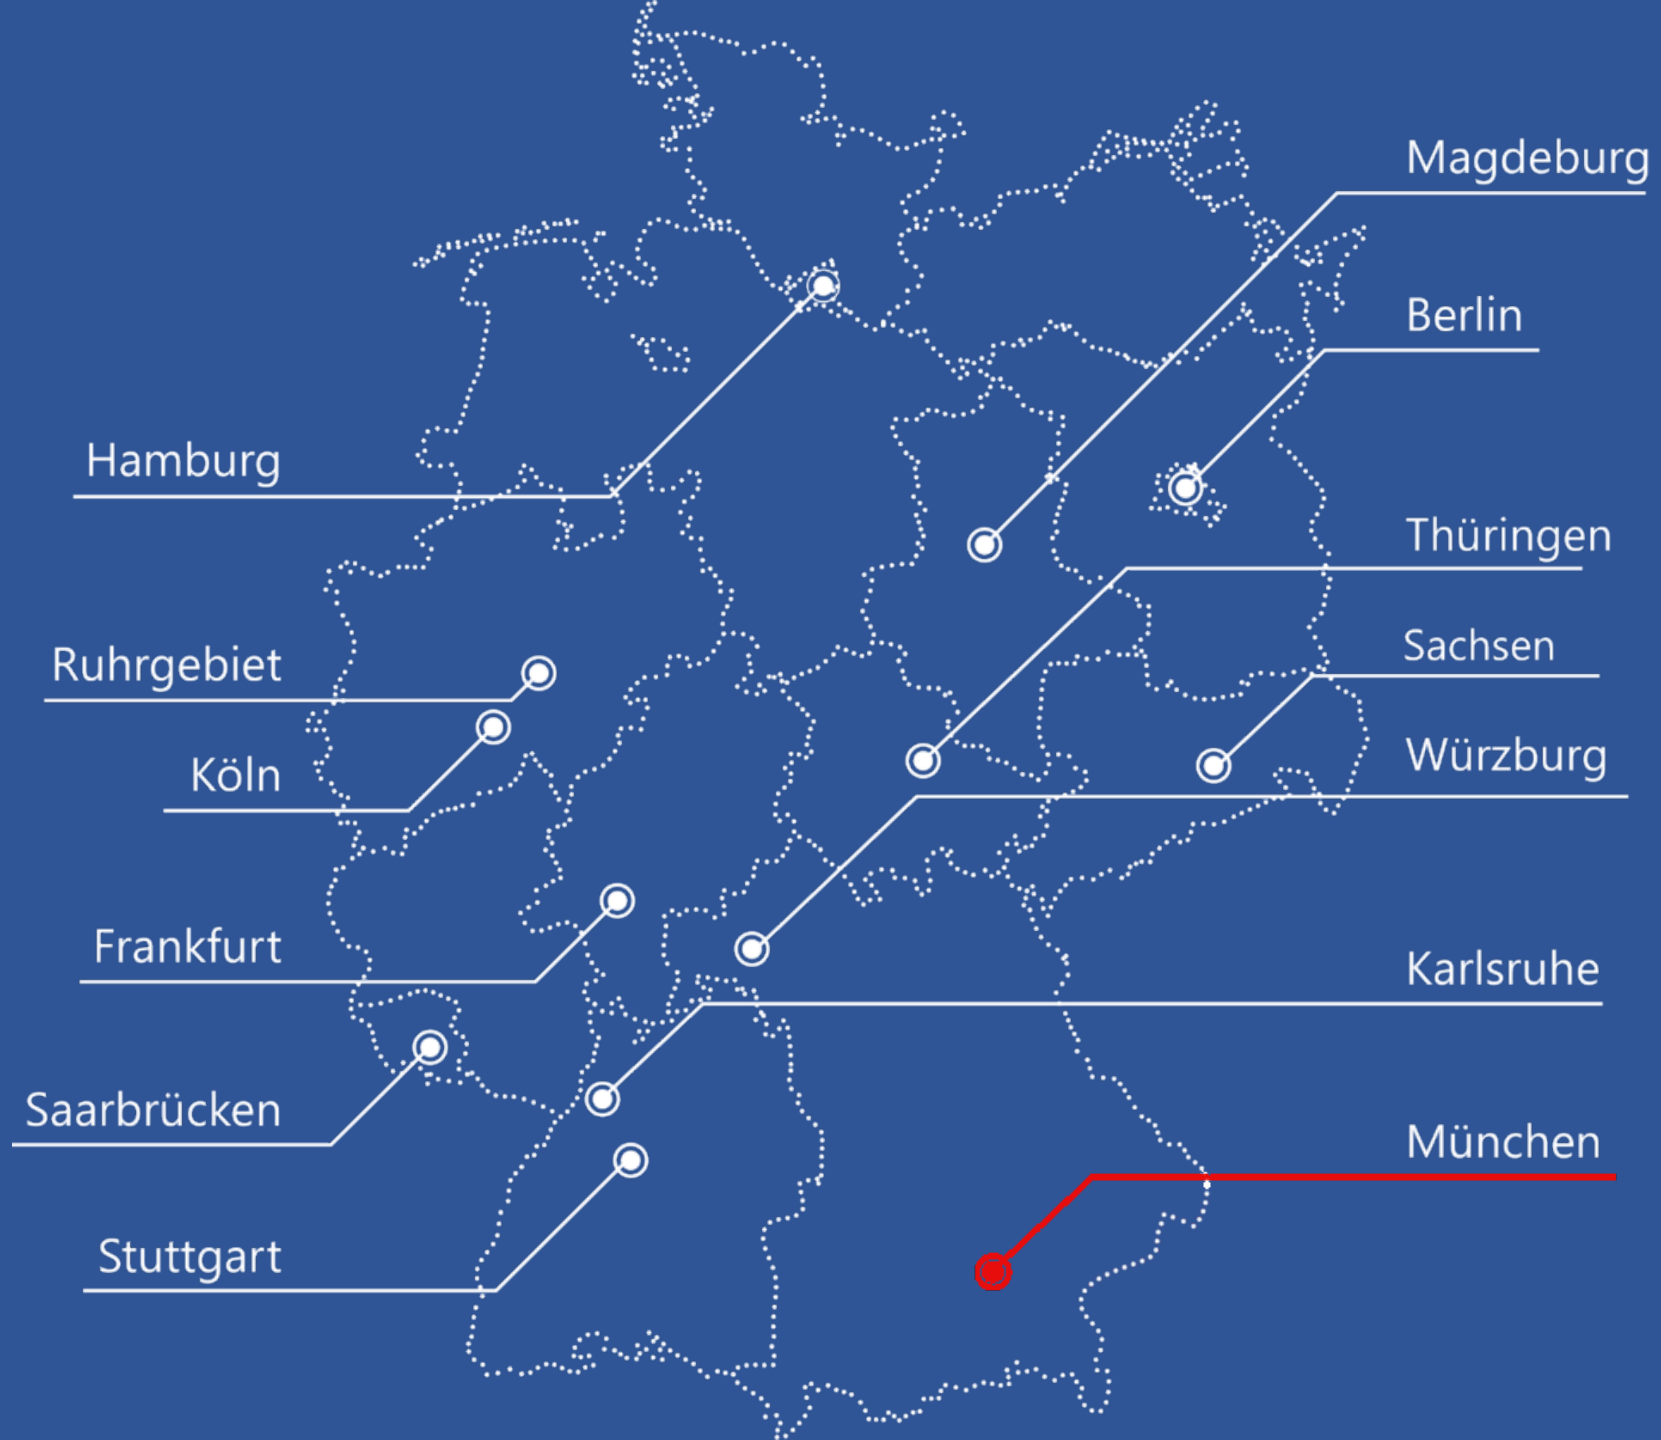 Magdeburg
Berlin
Hamburg
Thüringen
Sachsen
Ruhrgebiet
Würzburg
Köln
Frankfurt
Karlsruhe
Saarbrücken
München
Stuttgart